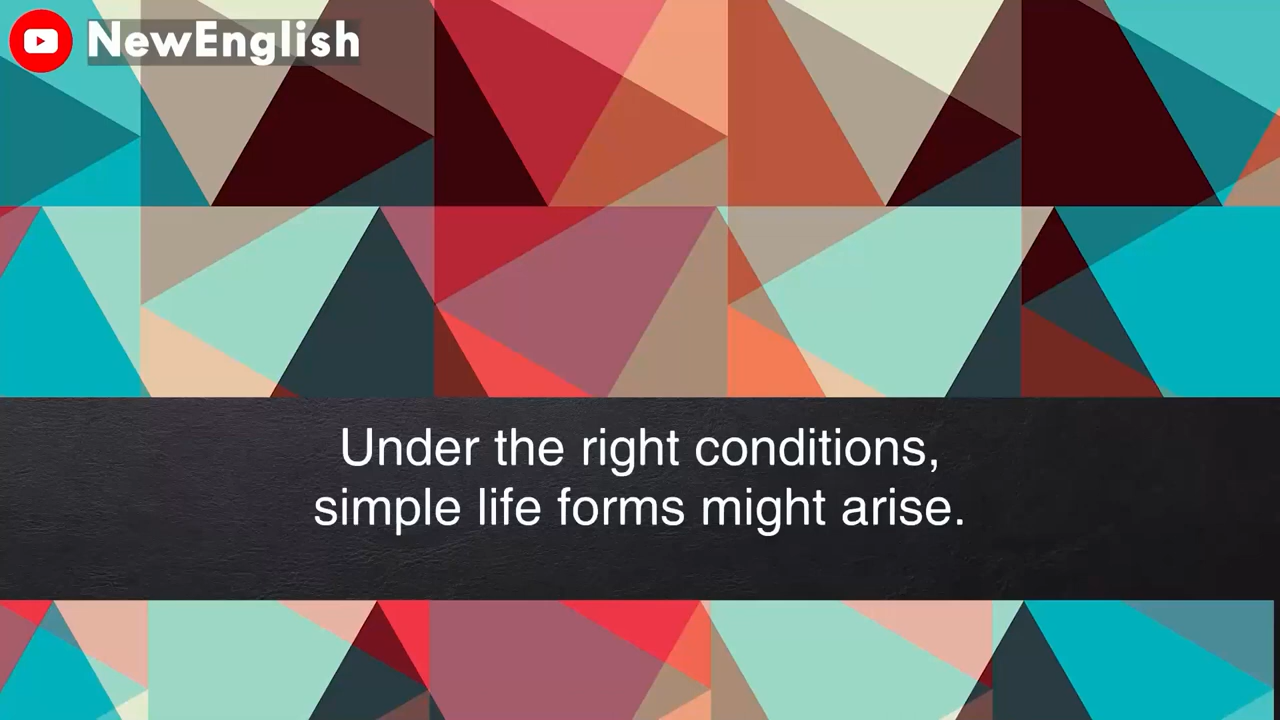 NewEnglish
Under the right conditions,
simple life forms might arise.